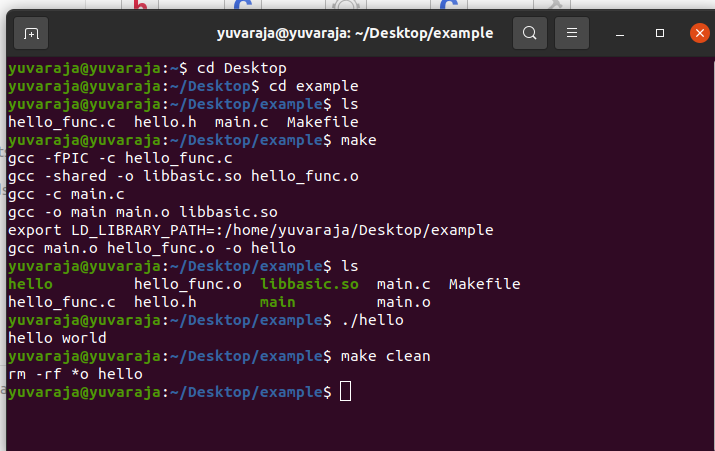 yuvaraja@yuvaraja: ~/Desktop/example
yuvaraja@yuvaraja:~$ cd Desktop
yuvaraja@yuvaraja:~/Desktop$ cd example
yuvaraja@yuvaraja:~/Desktop/example$ ls
hello_func.c  hello.h  main.c  Makefile
yuvaraja@yuvaraja:~/Desktop/example$ make
gcc -fPIC -c hello_func.c
gcc -shared -o libbasic.so hello_func.o
gcc -c main.c
gcc -o main main.o libbasic.so
export LD_LIBRARY_PATH=:/home/yuvaraja/Desktop/example
gcc main.o hello_func.o -o hello
yuvaraja@yuvaraja:~/Desktop/example$ ls
hello         hello_func.o  libbasic.so  main.c  Makefile
hello_func.c  hello.h       main         main.o
yuvaraja@yuvaraja:~/Desktop/example$ ./hello
hello world
yuvaraja@yuvaraja:~/Desktop/example$ make clean
rm -rf *o hello
yuvaraja@yuvaraja:~/Desktop/example$